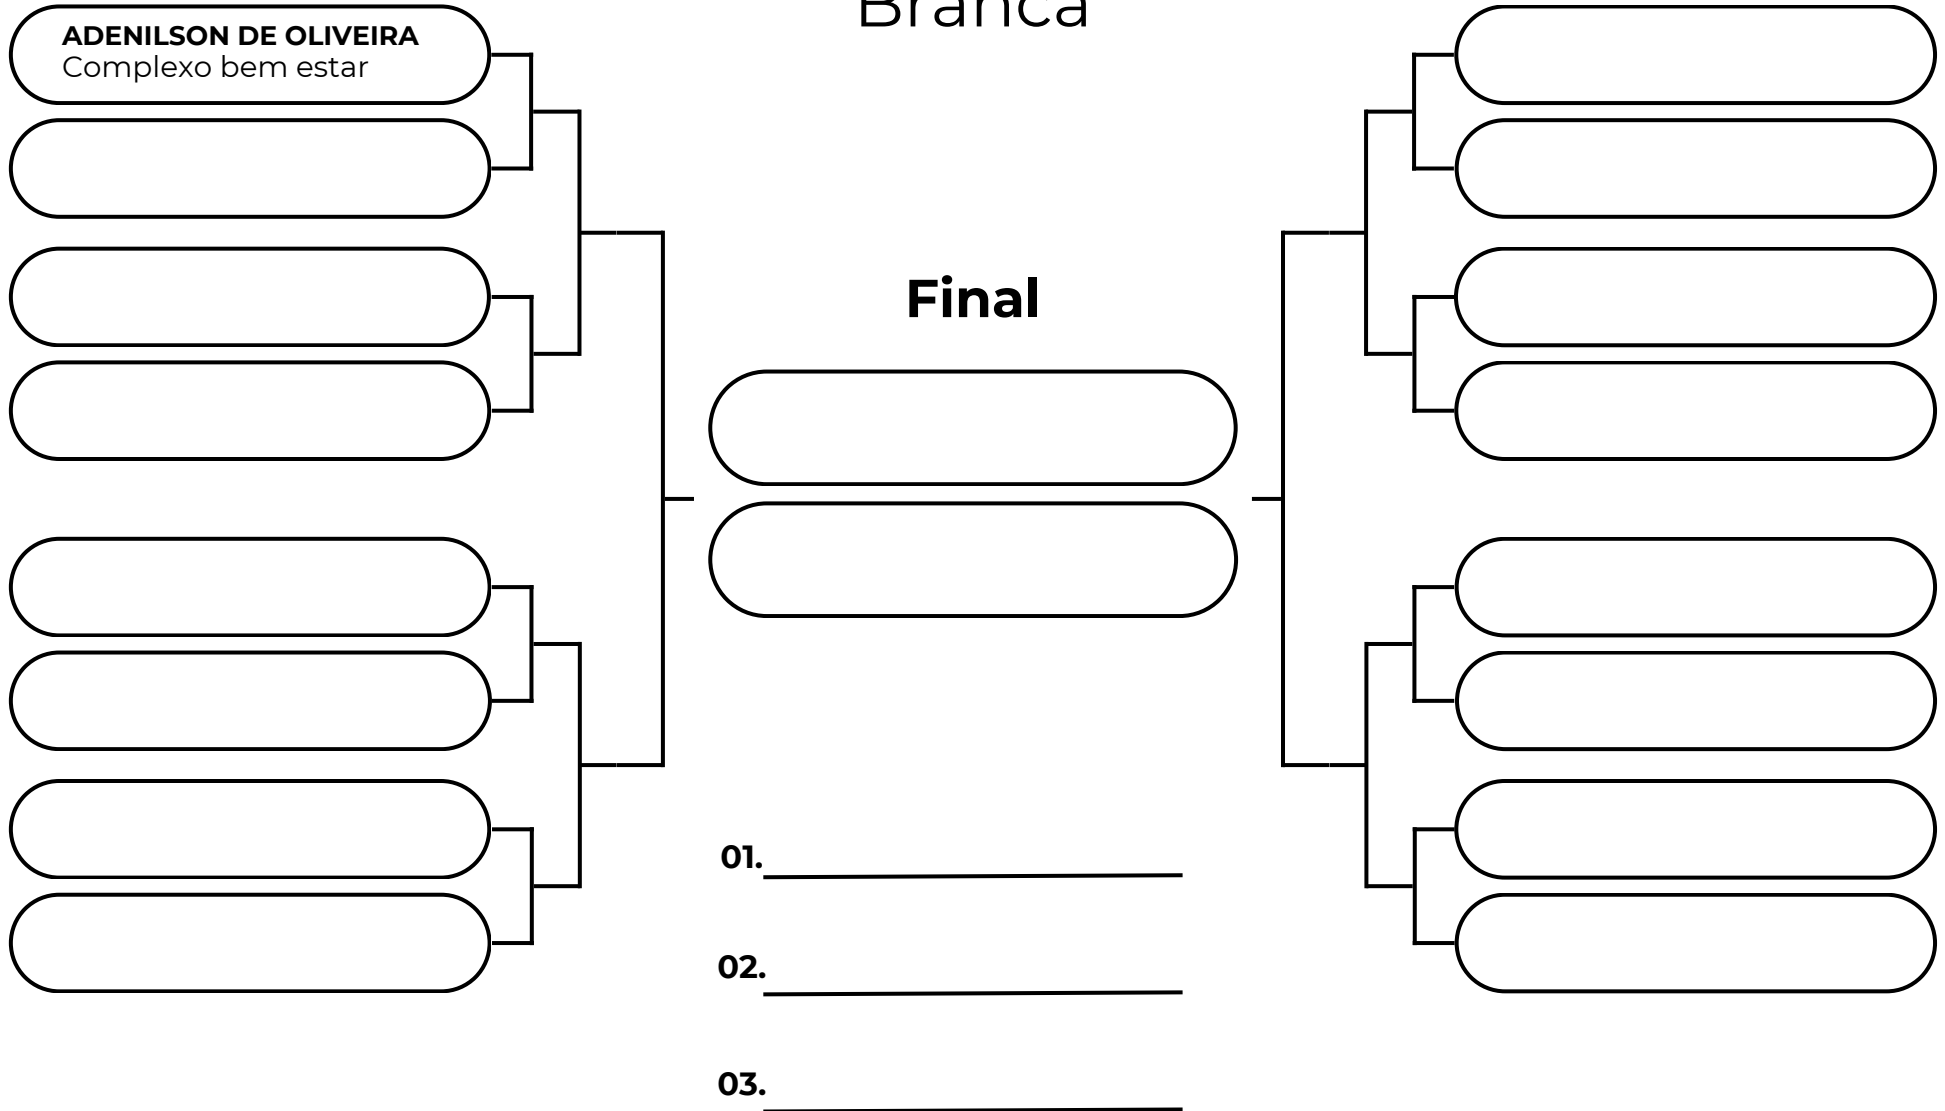 Branca
ADENILSON DE OLIVEIRA
Complexo bem estar
Final
01.
02.
03.